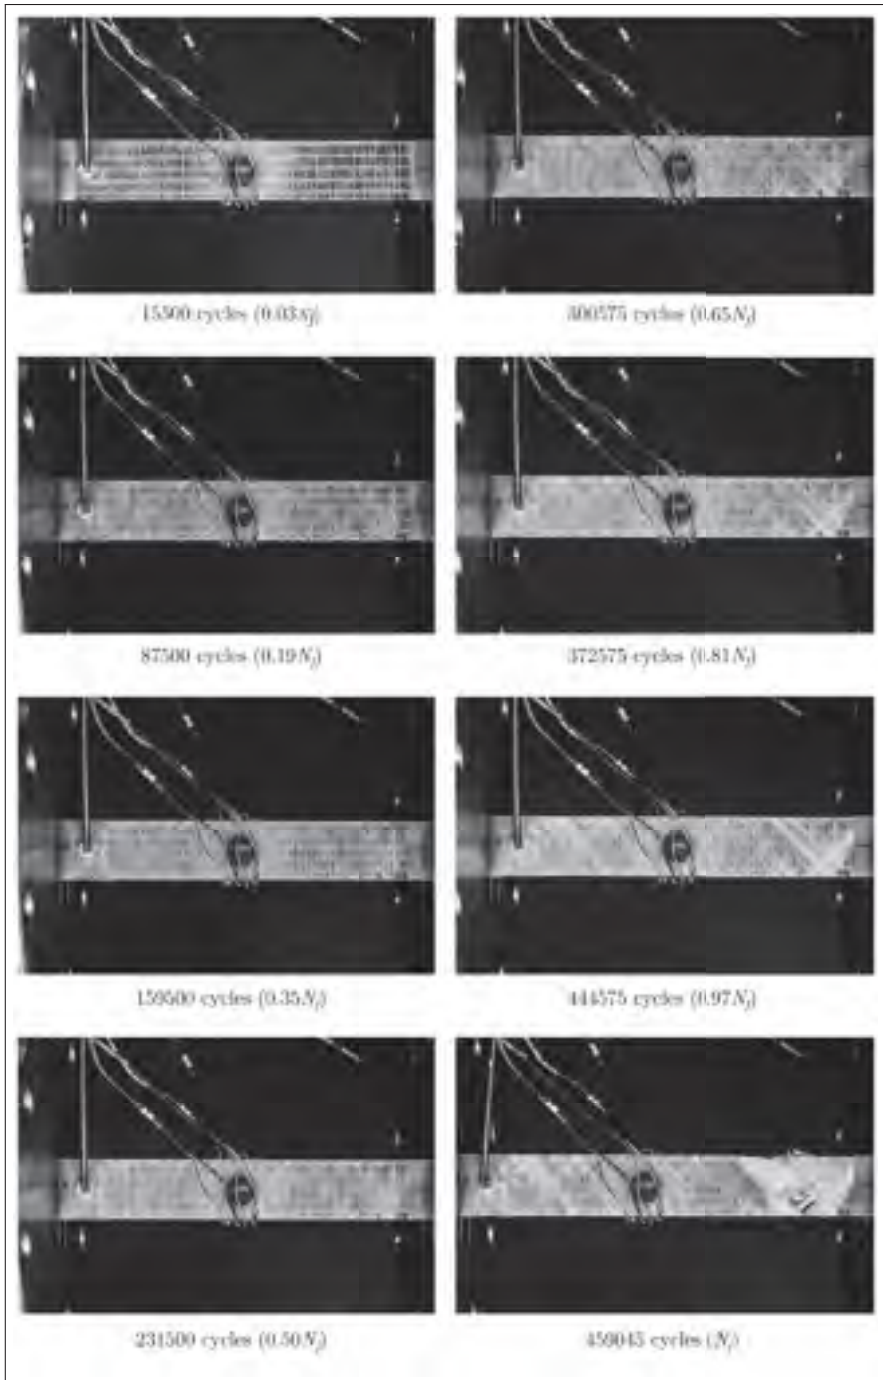 15500 cycles (0.03Nf)
300575 cycles (0.65Nf)
87500 cycles (0.19Nf)
372575 cycles (0.81Nf)
159500 cycles (0.35Nf)
444575 cycles (0.97Nf)
231500 cycles (0.50Nf)
459045 cycles (Nf)